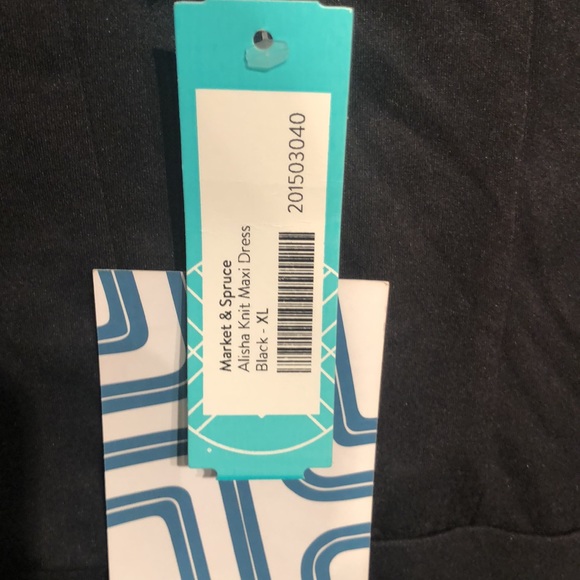 Market & Spruce
Alisha Knit Maxi Dress
Black - XL
201503040